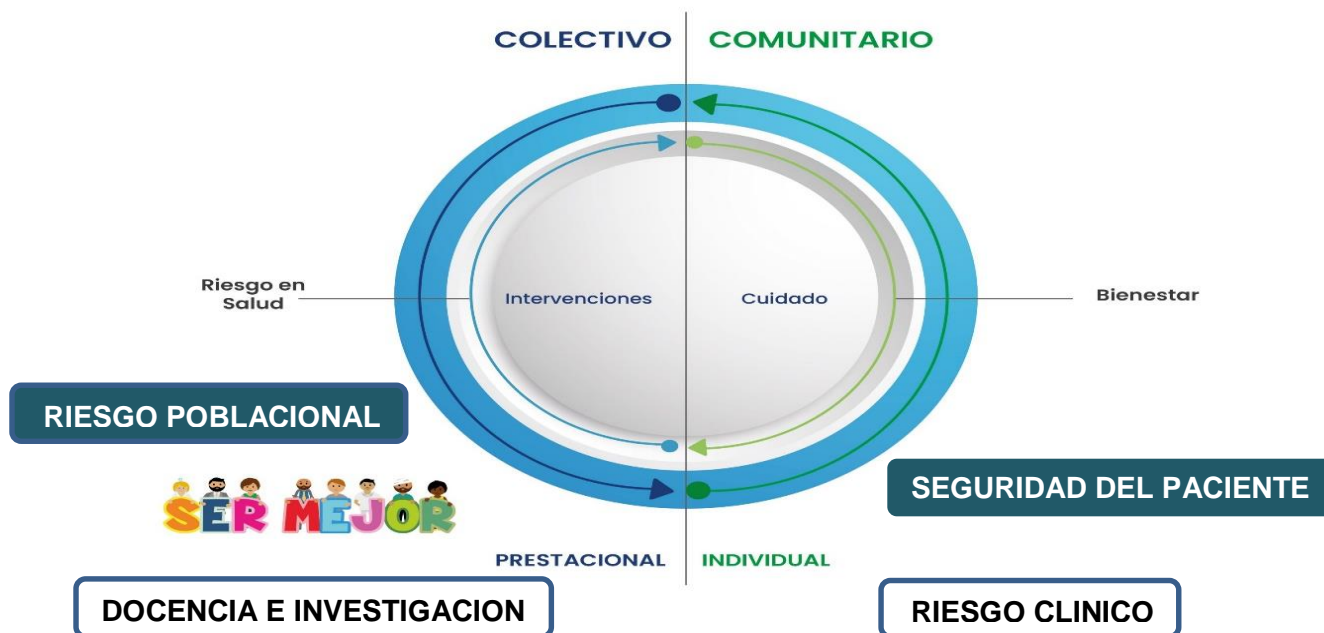 COLECTIVO COMUNITARIO
Riesgo en
Salud
Intervenciones
Cuidado
Bienestar
RIESGO POBLACIONAL
SER MEJOR
SEGURIDAD DEL PACIENTE
PRESTACIONAL INDIVIDUAL
DOCENCIA E INVESTIGACION
RIESGO CLINICO